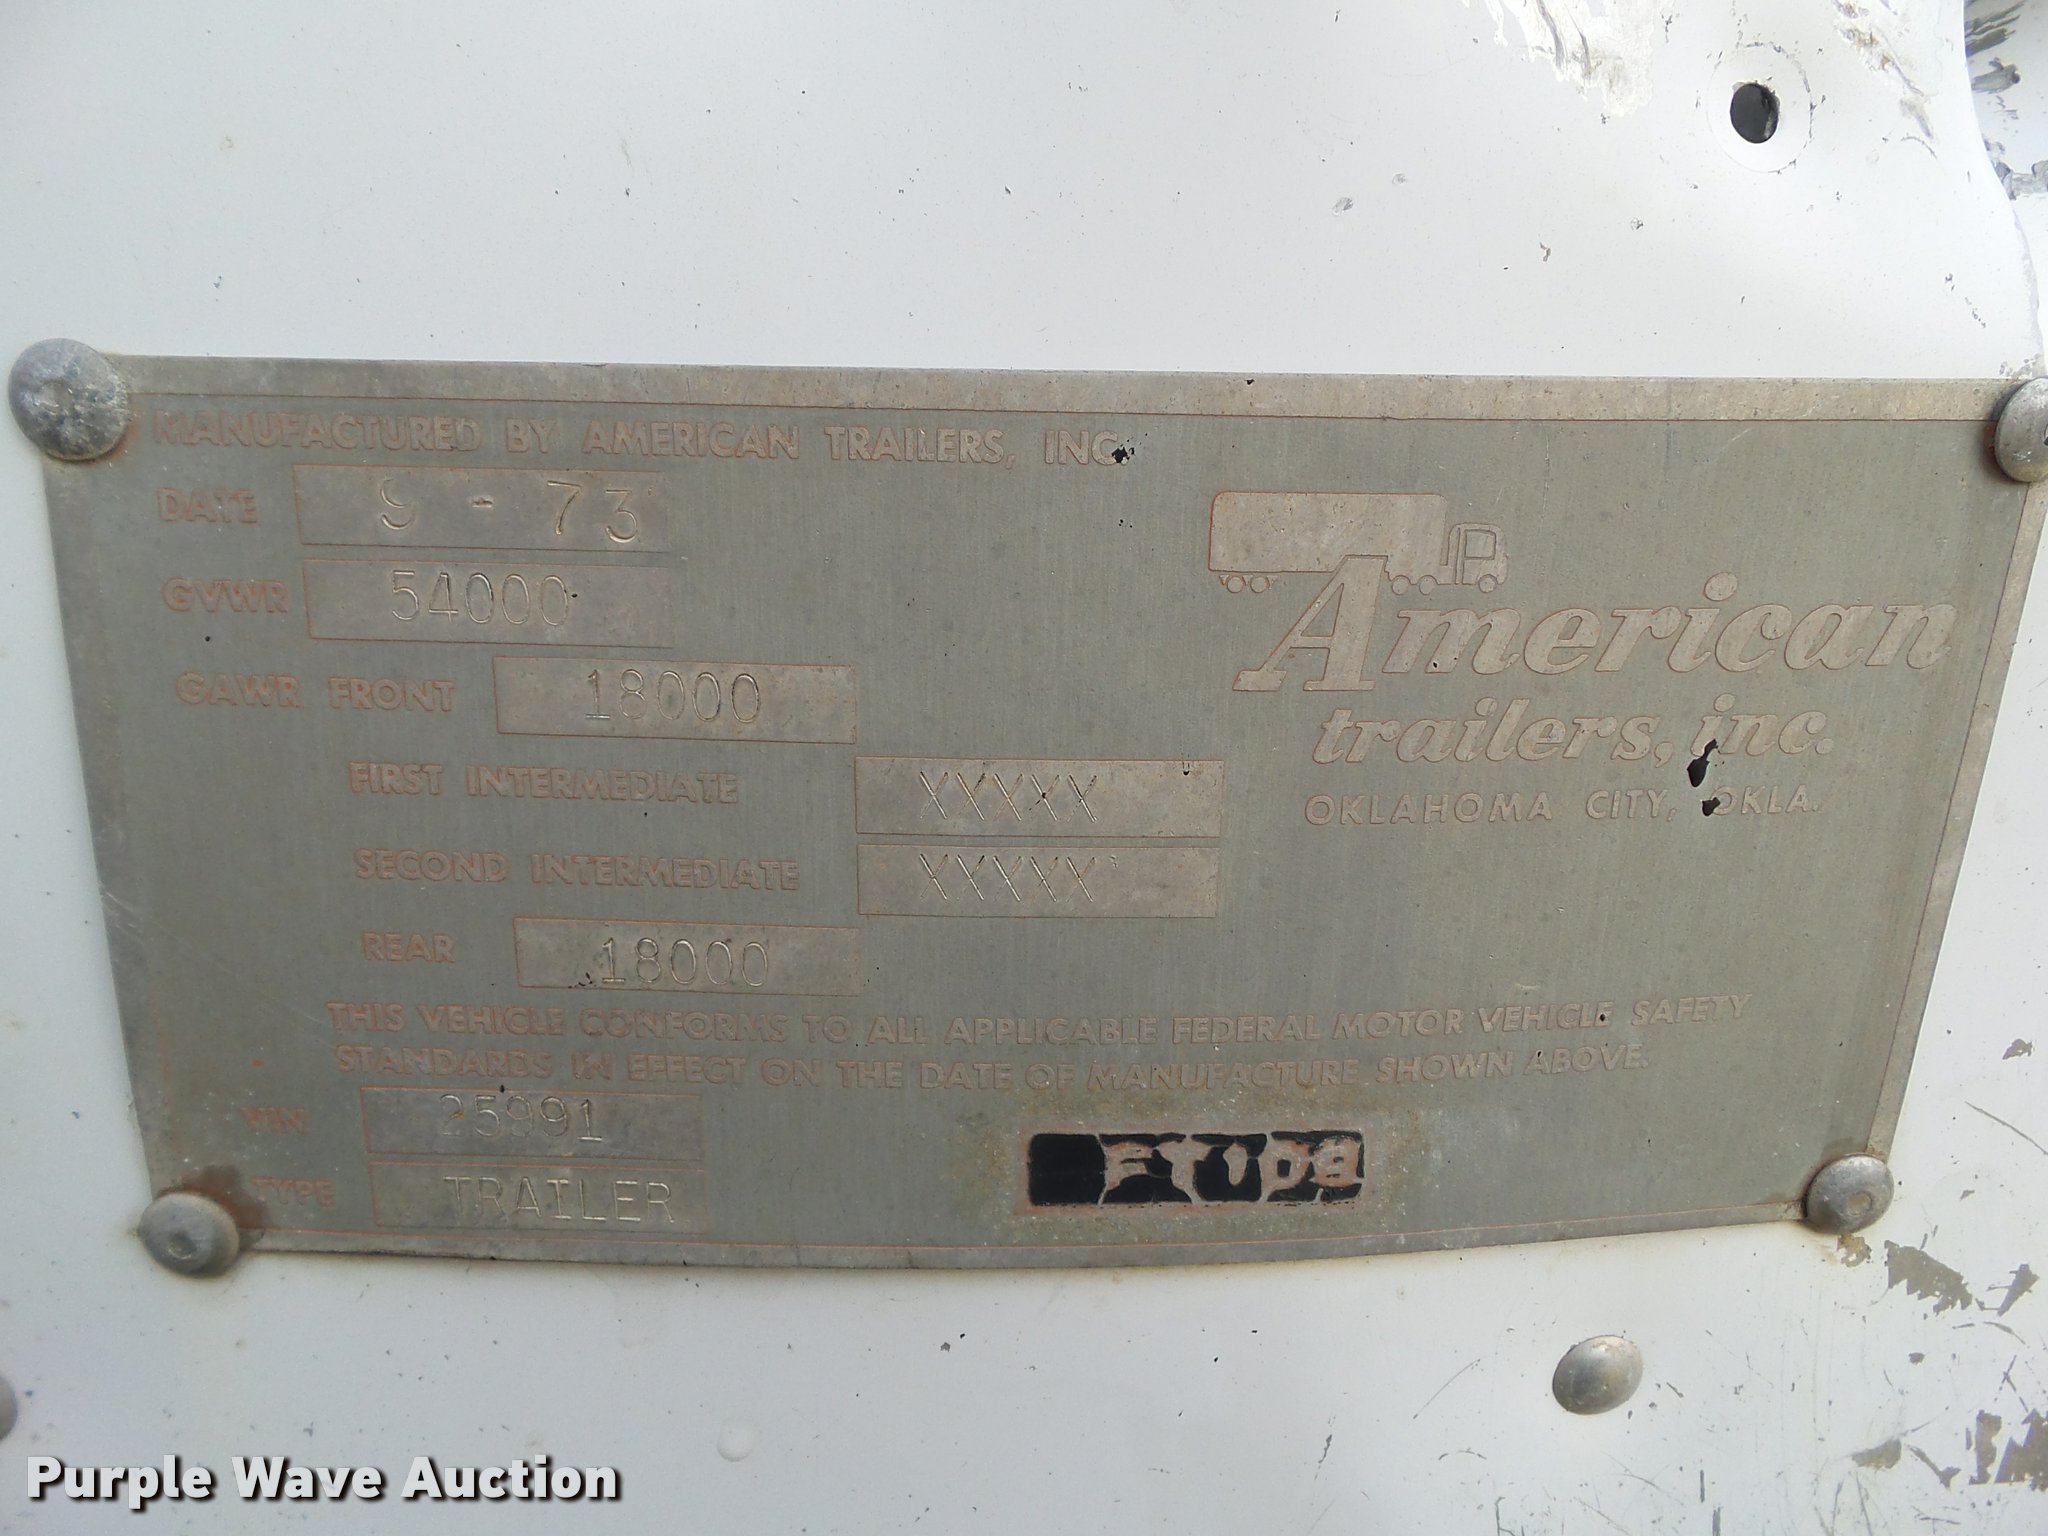 MANUFACTURED BY AMERICAN TRAILERS, INC.
DATE 9 - 73
GVWR 54000
GAWR FRONT 18000
FIRST INTERMEDIATE XXXXX
SECOND INTERMEDIATE XXXXX
REAR 18000
American
trailers, inc.
OKLAHOMA CITY, OKLA.
THIS VEHICLE CONFORMS TO ALL APPLICABLE FEDERAL MOTOR VEHICLE SAFETY
STANDARDS IN EFFECT ON THE DATE OF MANUFACTURE SHOWN ABOVE.
VIN 25991
TYPE TRAILER
Purple Wave Auction